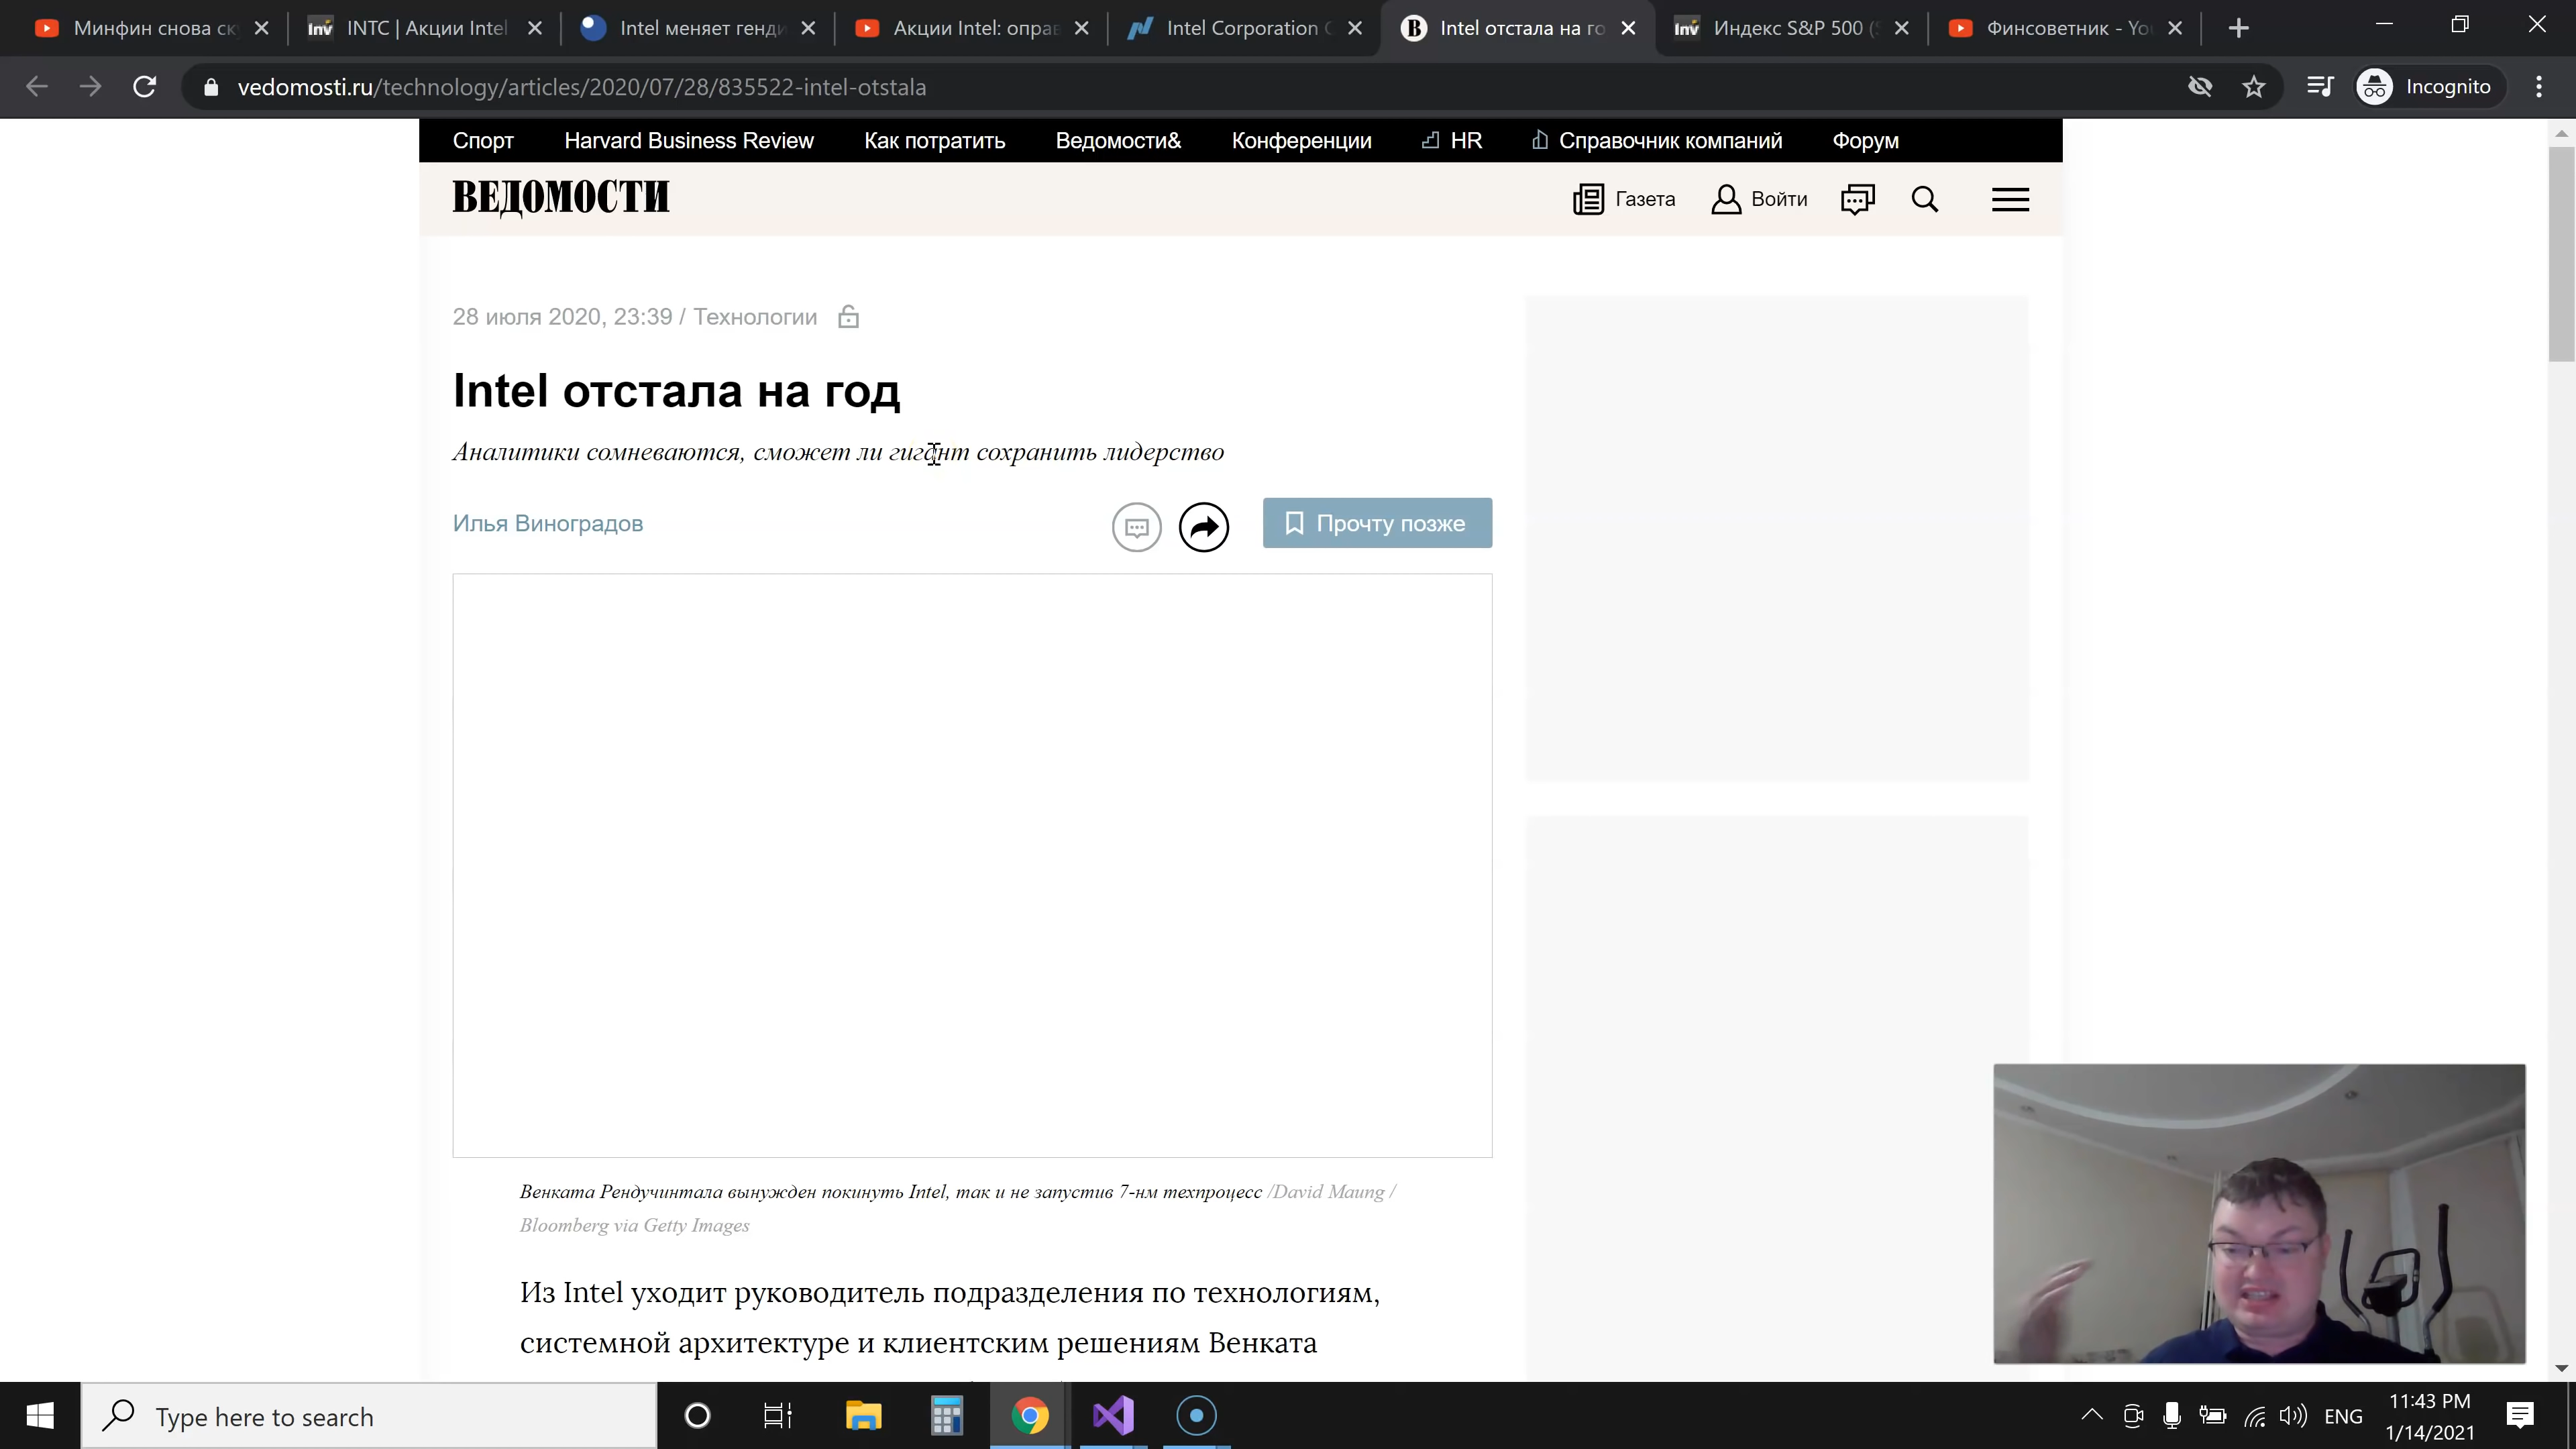 Минфин снова ск
INTC | Акции Intel
Intel меняет генди
Акции Intel: оправ
Intel Corporation C
Intel отстала на го
Индекс S&P 500 (S
Финсоветник - You
vedomosti.ru/technology/articles/2020/07/28/835522-intel-otstala
Incognito
Спорт Harvard Business Review Как потратить Ведомости& Конференции HR Справочник компаний Форум
ВЕДОМОСТИ
Газета Войти
28 июля 2020, 23:39 / Технологии
Intel отстала на год
Аналитики сомневаются, сможет ли гигант сохранить лидерство
Илья Виноградов
Прочту позже
Венката Рендучинтала вынужден покинуть Intel, так и не запустив 7-нм техпроцесс /David Maung /
Bloomberg via Getty Images
Из Intel уходит руководитель подразделения по технологиям,
системной архитектуре и клиентским решениям Венката
Type here to search
ENG
11:43 PM
1/14/2021